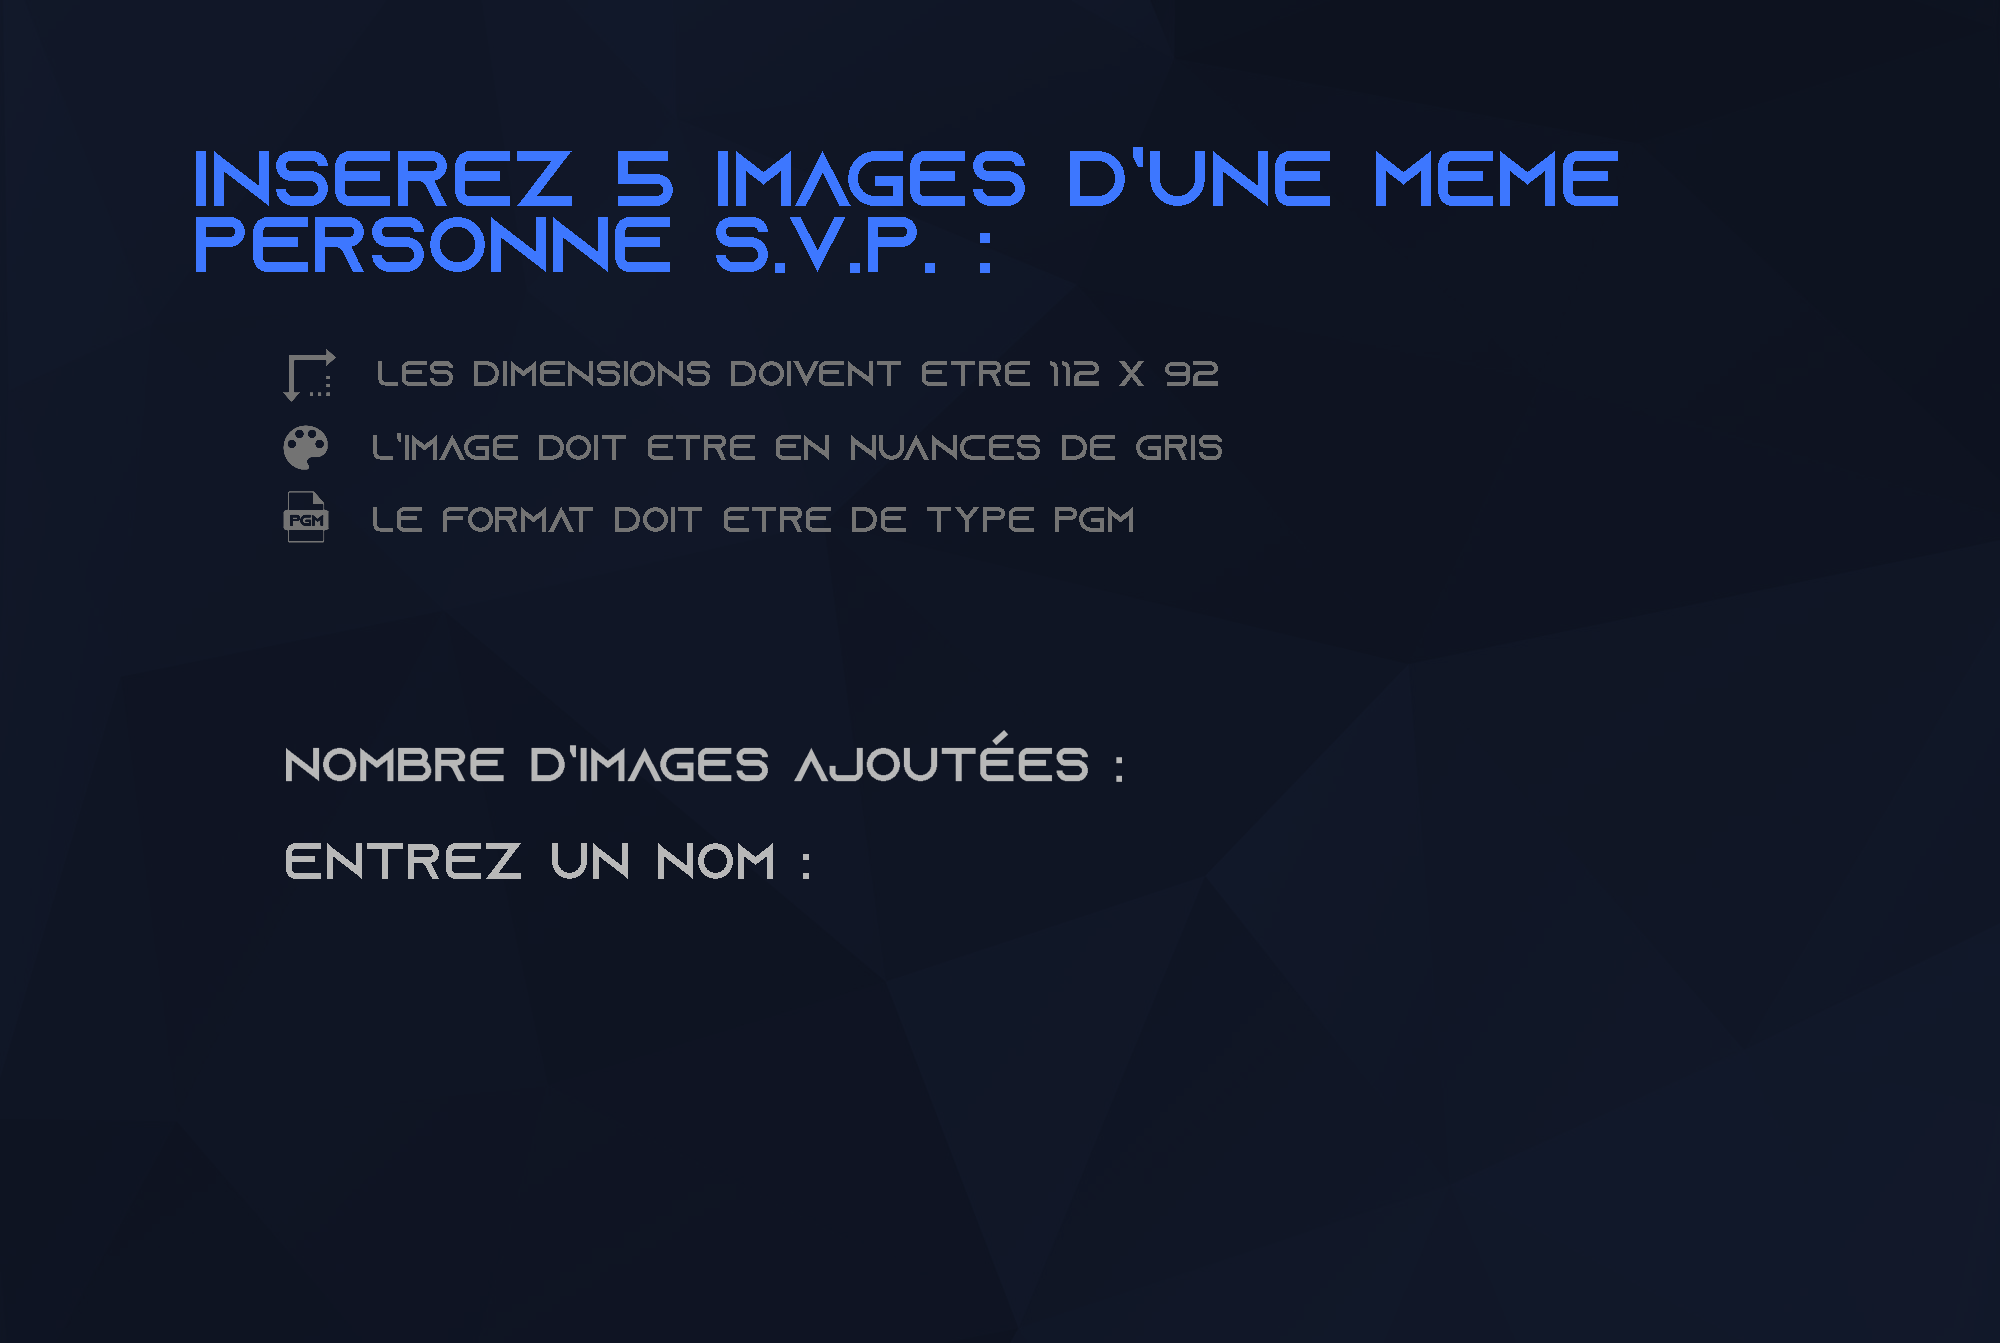 INSEREZ 5 IMAGES D'UNE MEME
PERSONNE S.V.P. :
LES DIMENSIONS DOIVENT ETRE 112 X 92
L'IMAGE DOIT ETRE EN NUANCES DE GRIS
PGM
LE FORMAT DOIT ETRE DE TYPE PGM
NOMBRE D'IMAGES AJOUTÉES :
ENTREZ UN NOM :